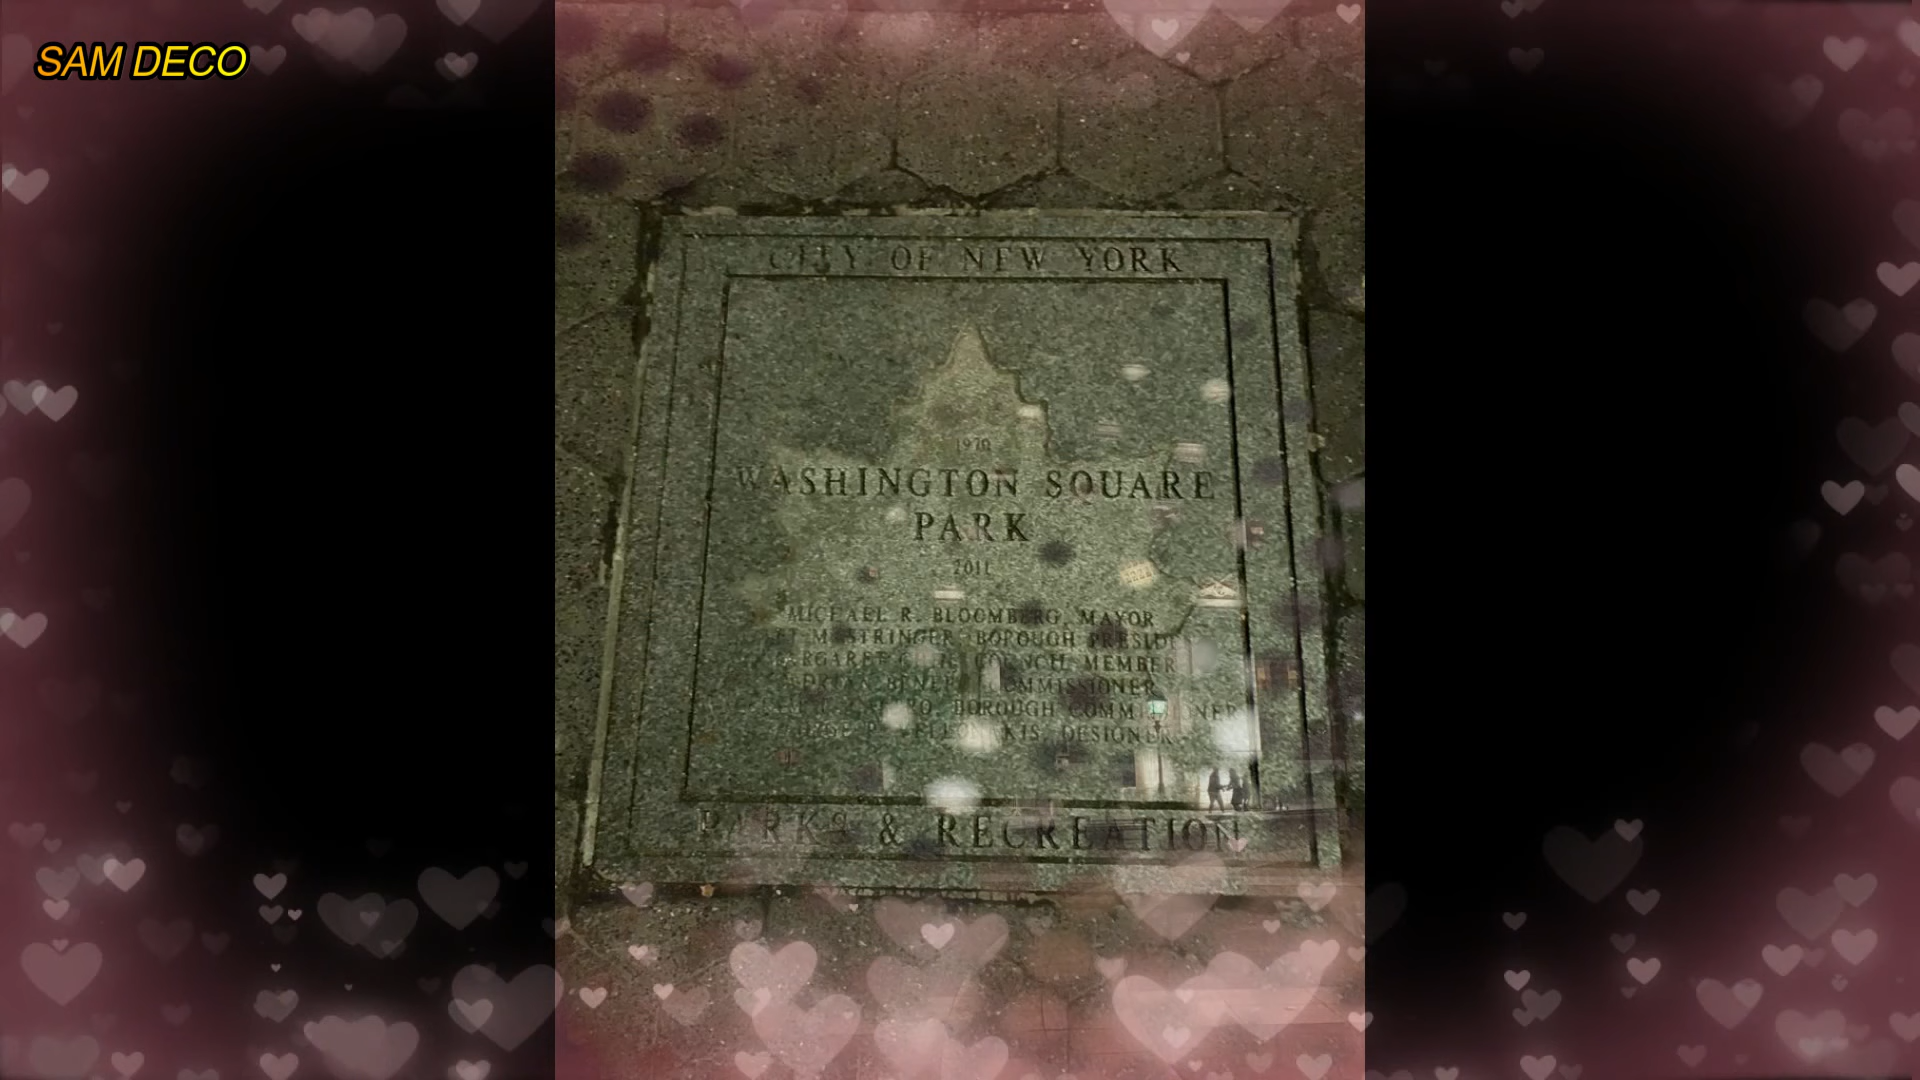 SAM DECO
CITY OF NEW YORK
1970
WASHINGTON SQUARE
PARK
2011
MICHAEL R. BLOOMBERG, MAYOR
BOROUGH
COUNCIL MEMBER
COMMISSIONER
BOROUGH
DESIGNER
PARKS & RECREATION